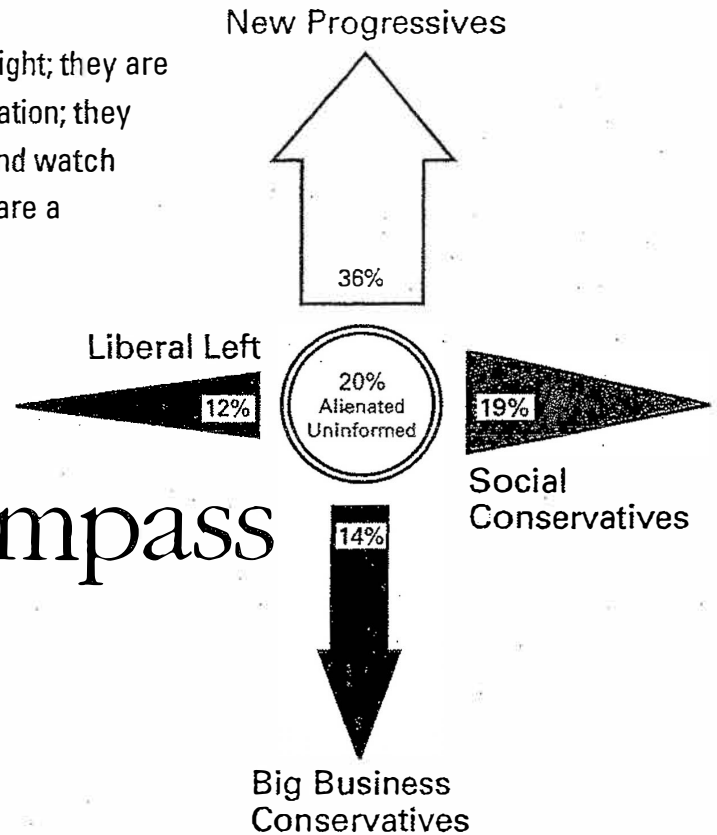 New Progressives
ight; they are
ation; they
nd watch
are a
36%
Liberal Left
12%
20%
Alienated
Uninformed
19%
Social
Conservatives
mpass
14%
Big Business
Conservatives